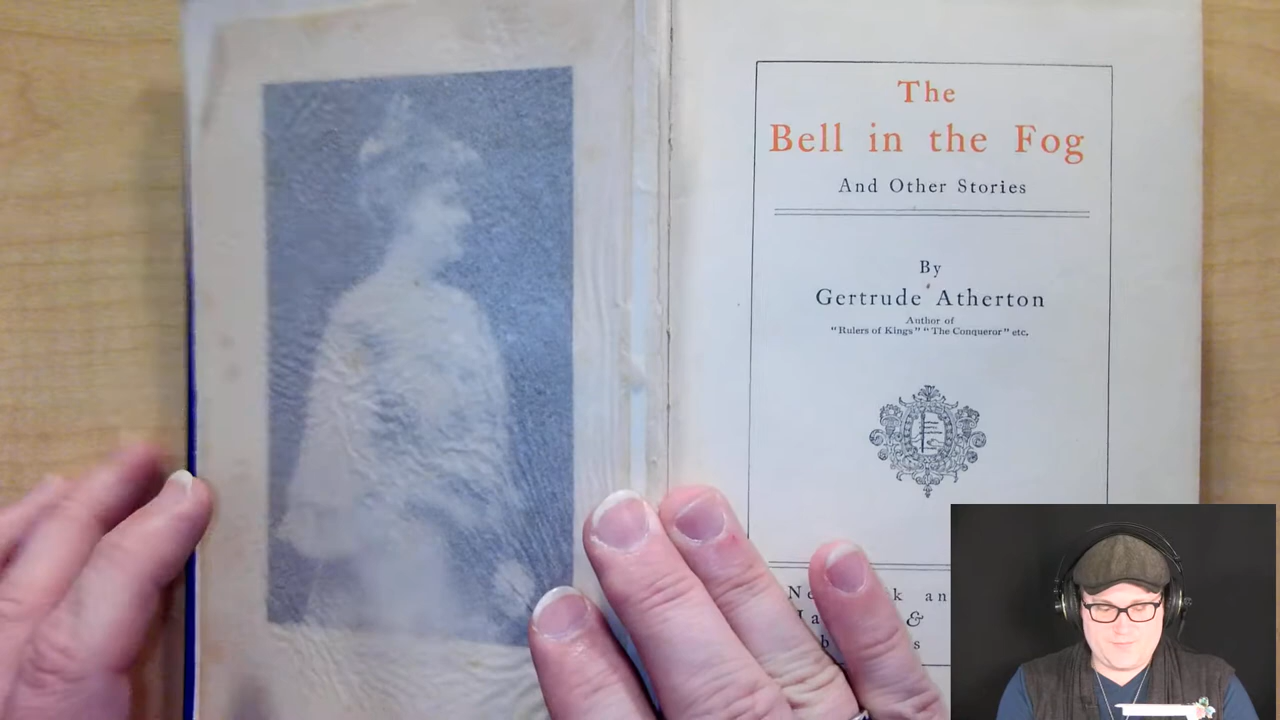 The
Bell in the Fog
And Other Stories
By
Gertrude Atherton
Author of
"Rulers of Kings" "The Conqueror" etc.
&